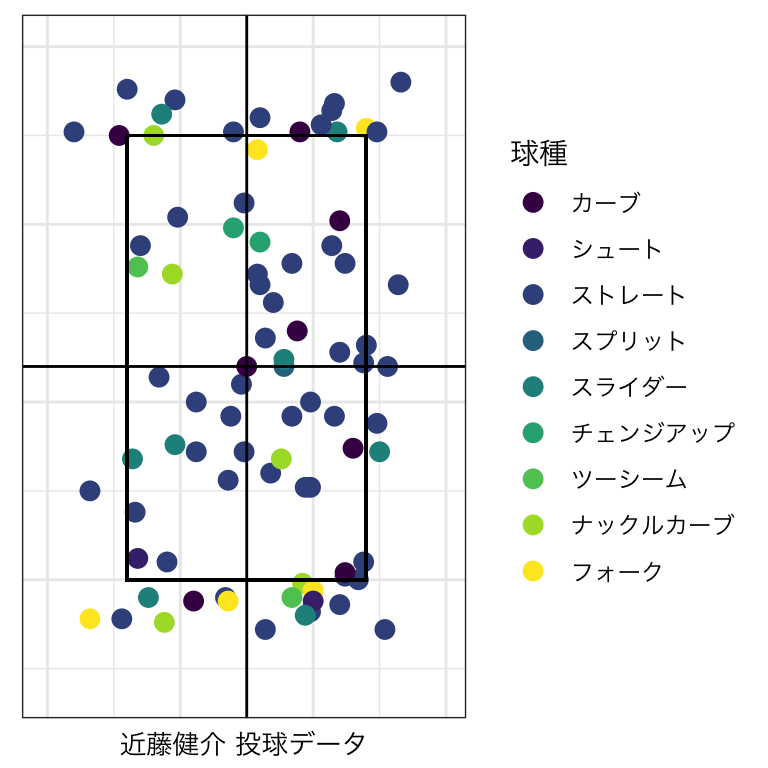 球種
カーブ
シュート
ストレート
スプリット
スライダー
チェンジアップ
ツーシーム
ナックルカーブ
フォーク
近藤健介 投球データ